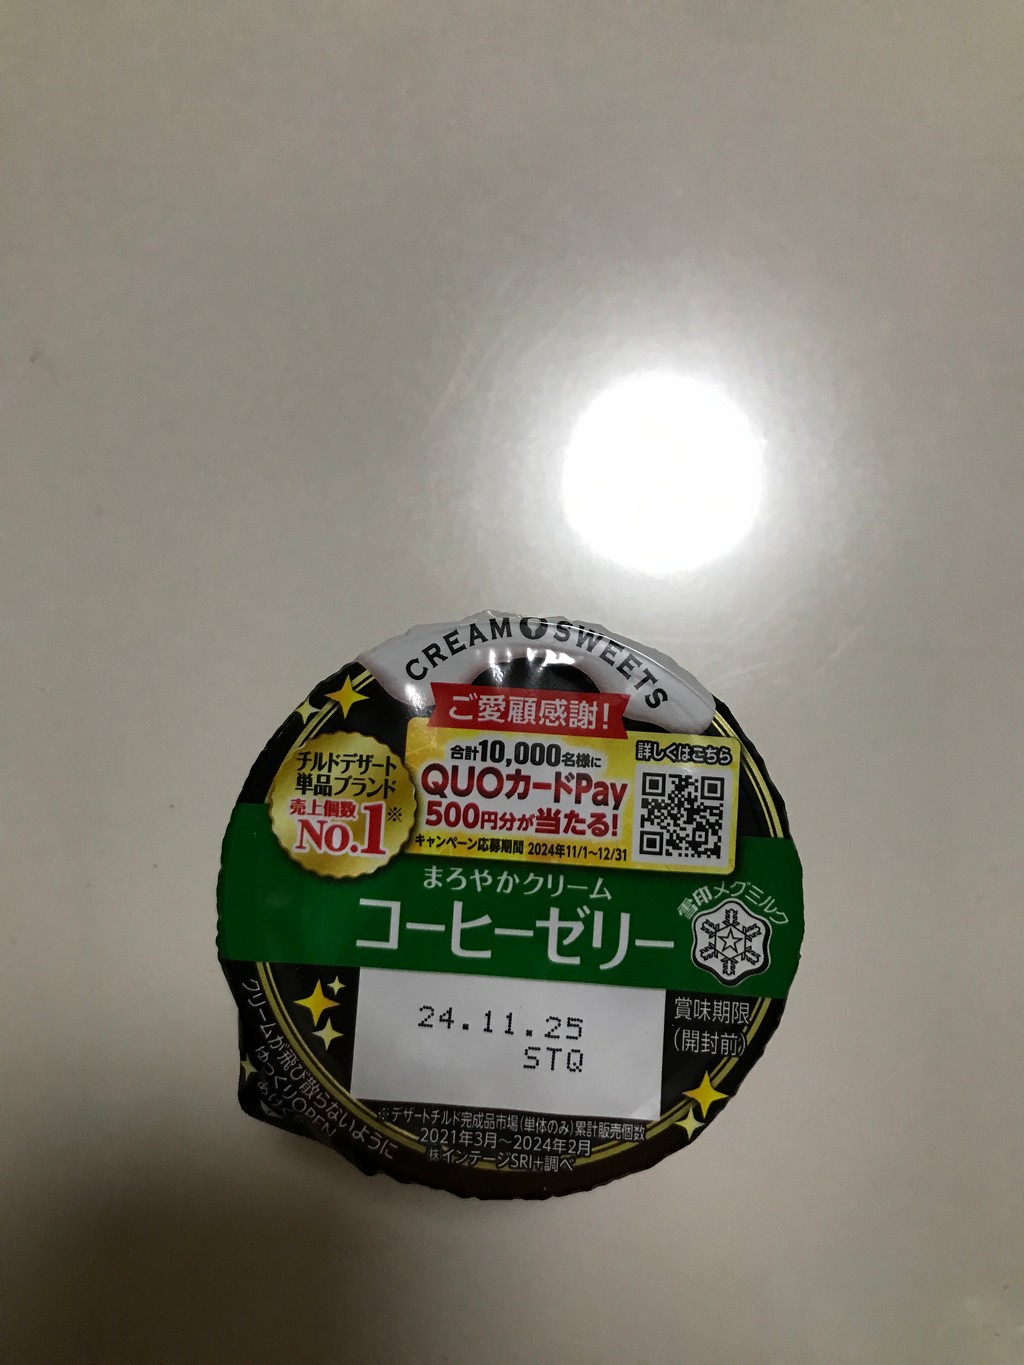 CREAM SWEETS
ご愛顧感謝!
チルドデザート
単品ブランド
売上個数
No.1※
合計10,000名様に
QUOカードPay
500円分が当たる!
キャンペーン応募期間 2024年11/1~12/31
詳しくはこちら
まろやかクリーム
コーヒーゼリー
雪印メグミルク
24.11.25
STQ
賞味期限
(開封前)
クリームが飛び散らないように
ゆっくりOPEN
※デザートチルド完成品市場(単体のみ)累計販売個数
2021年3月~2024年2月
㈱インテージSRI+調べ